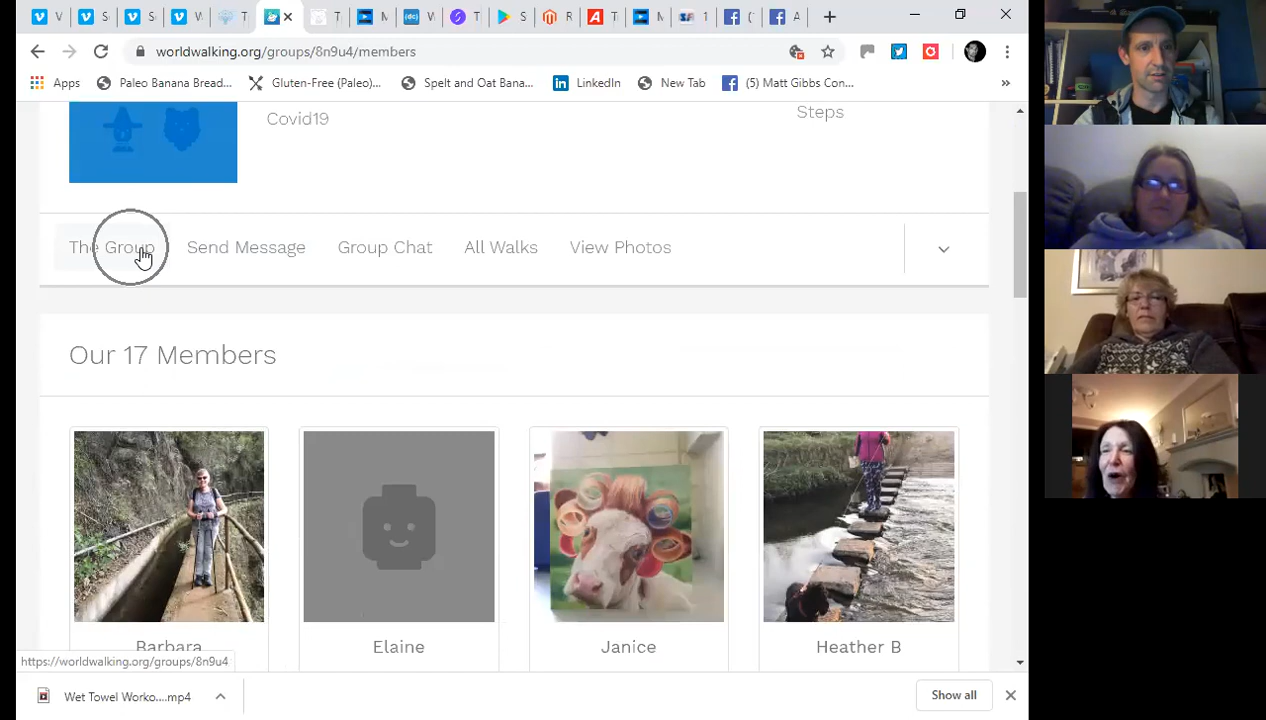 V
S
S
V
T
T
M
V
T
S
R
T
M
1
A
worldwalking.org/groups/8n9u4/members
Apps
Paleo Banana Bread...
Gluten-Free (Paleo)...
Spelt and Oat Bana...
LinkedIn
New Tab
(5) Matt Gibbs Con...
»
Covid19
Steps
The Group
Send Message
Group Chat
All Walks
View Photos
Our 17 Members
Barbara
Elaine
Janice
Heather B
https://worldwalking.org/groups/8n9u4
Wet Towel Worko....mp4
Show all